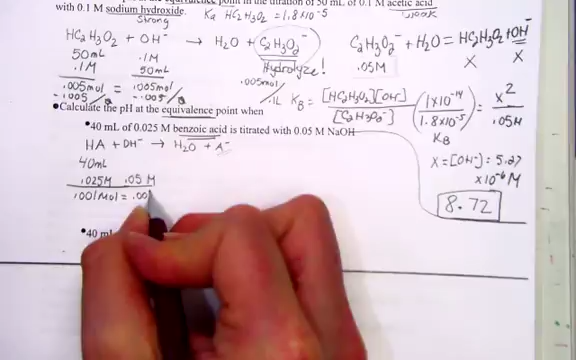 point in the titration of 50 mL of 0.1 M acetic acid
with 0.1 M sodium hydroxide. Ka HC2H3O2 = 1.8×10⁻⁵
Strong
HC2H3O2 + OH⁻ → H2O + C2H3O2⁻ C2H3O2⁻ + H2O = HC2H3O2 + OH⁻
50mL .1M Hydrolyze! .05M X X
.1M 50mL
.005mol = .005mol .005mol
-.005 -.005 .1L KB = [HC2H3O2][OH⁻] / [C2H3O2⁻] (1×10⁻¹⁴ / 1.8×10⁻⁵) = x² / .05M
KB
•Calculate the pH at the equivalence point when
•40 mL of 0.025 M benzoic acid is titrated with 0.05 M NaOH
HA + OH⁻ → H2O + A⁻ X = [OH⁻] = 5.27
×10⁻⁶ M
40mL
.025M .05 M 8.72
.001Mol = .00
•40 ml